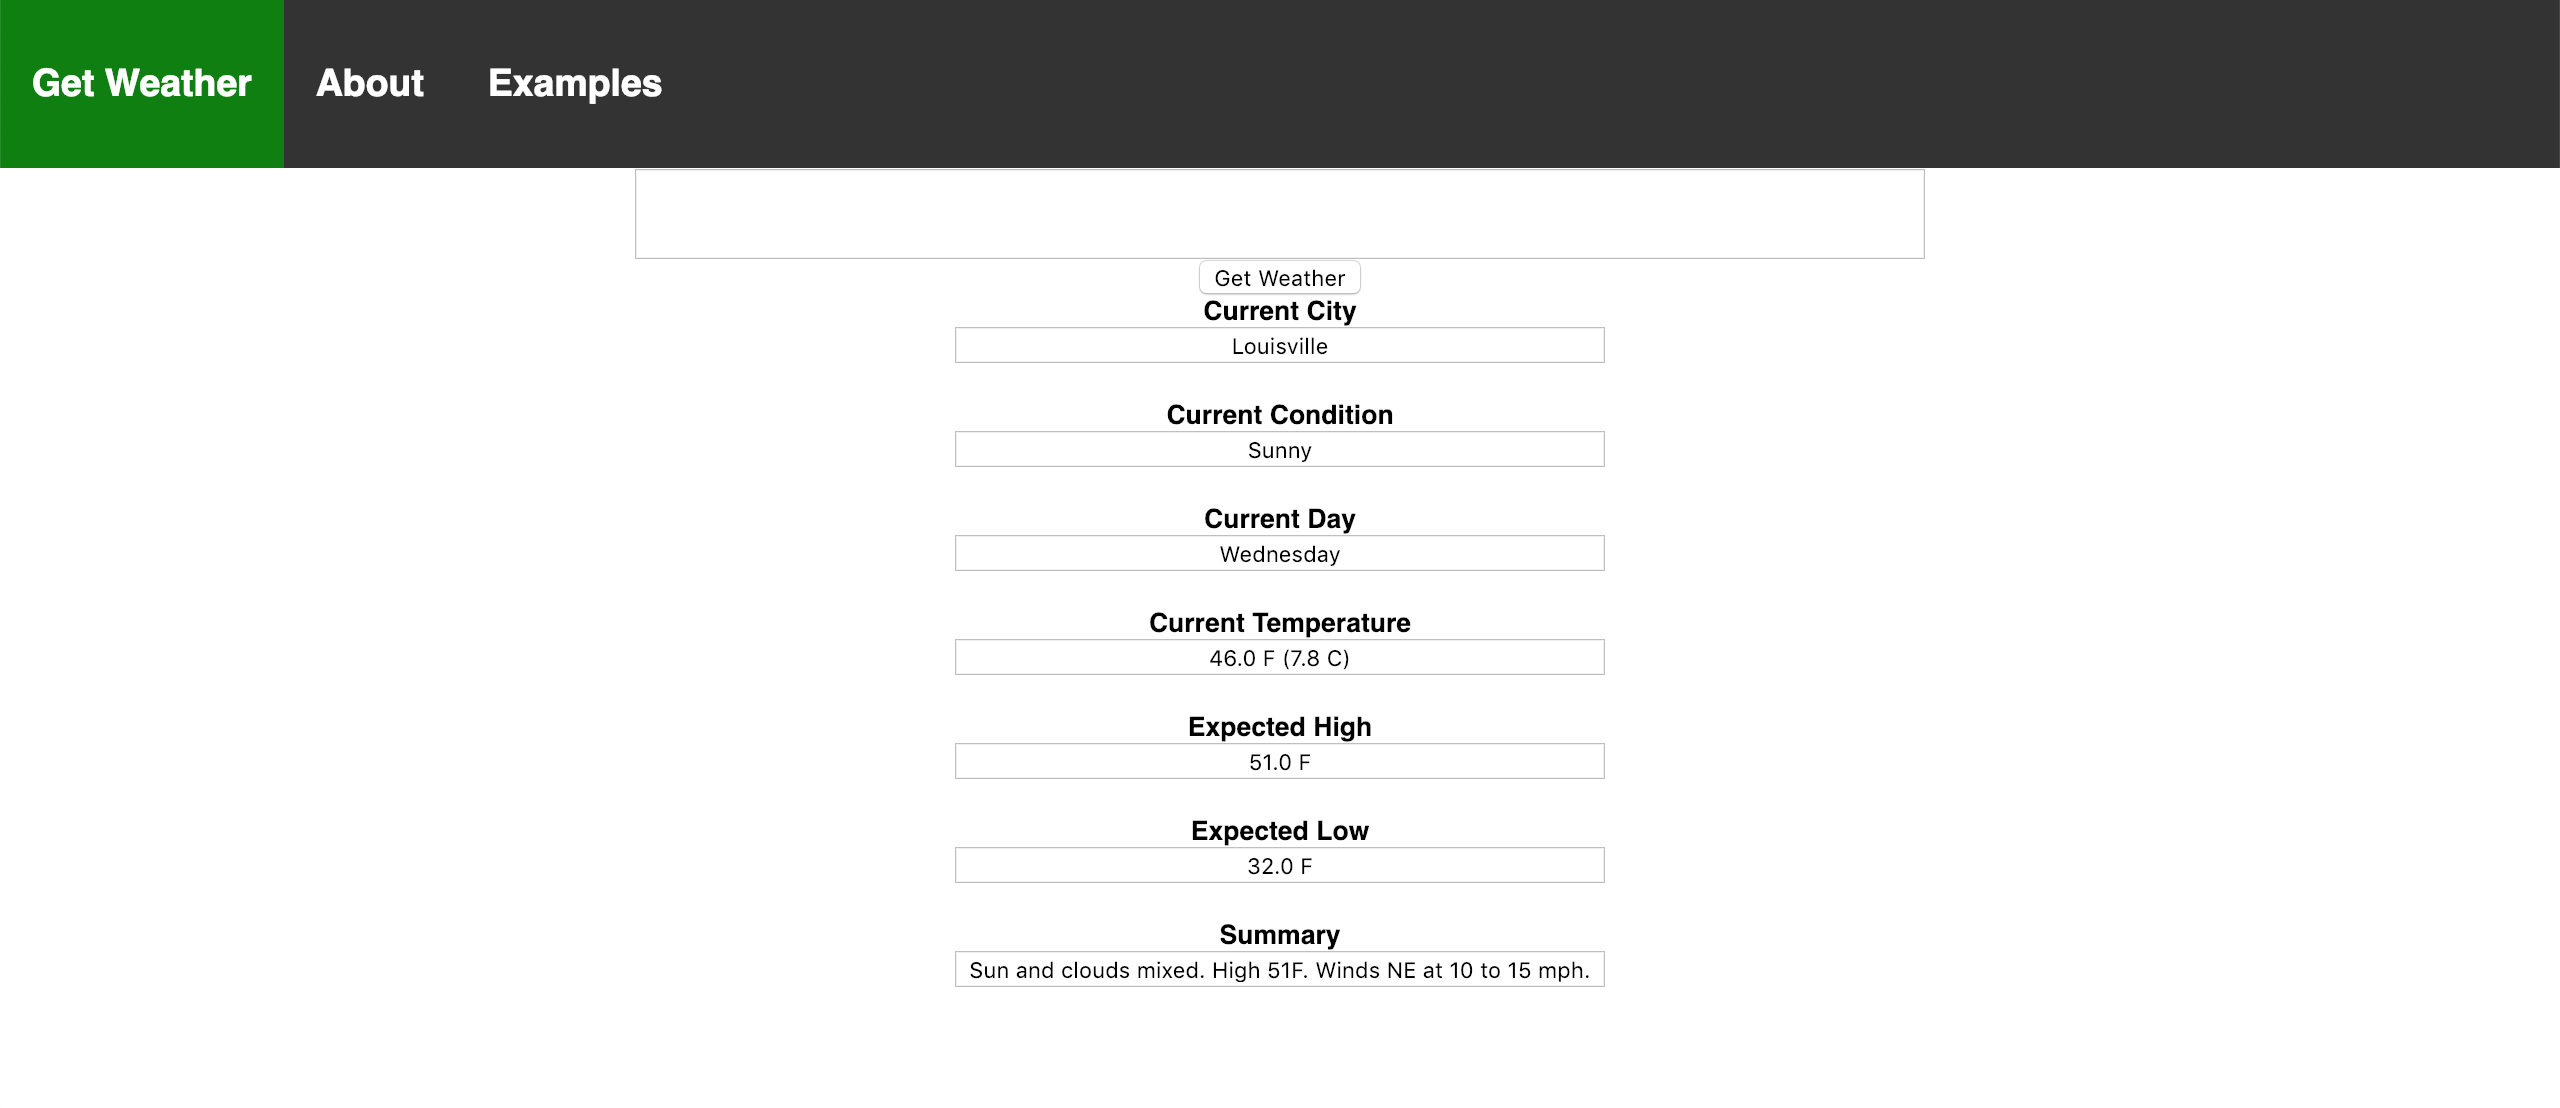 Get Weather About Examples
Get Weather
Current City
Louisville
Current Condition
Sunny
Current Day
Wednesday
Current Temperature
46.0 F (7.8 C)
Expected High
51.0 F
Expected Low
32.0 F
Summary
Sun and clouds mixed. High 51F. Winds NE at 10 to 15 mph.